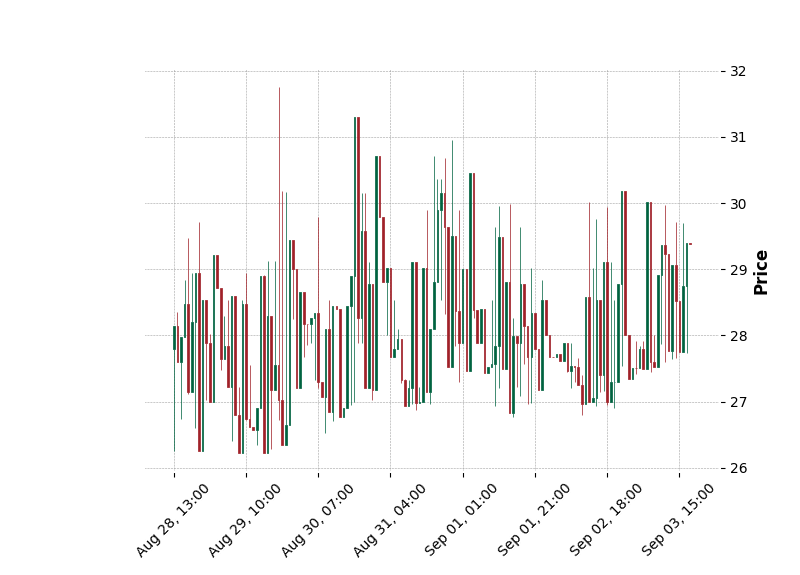 32
31
30
29
28
27
26
Price
Aug 28, 13:00
Aug 29, 10:00
Aug 30, 07:00
Aug 31, 04:00
Sep 01, 01:00
Sep 01, 21:00
Sep 02, 18:00
Sep 03, 15:00